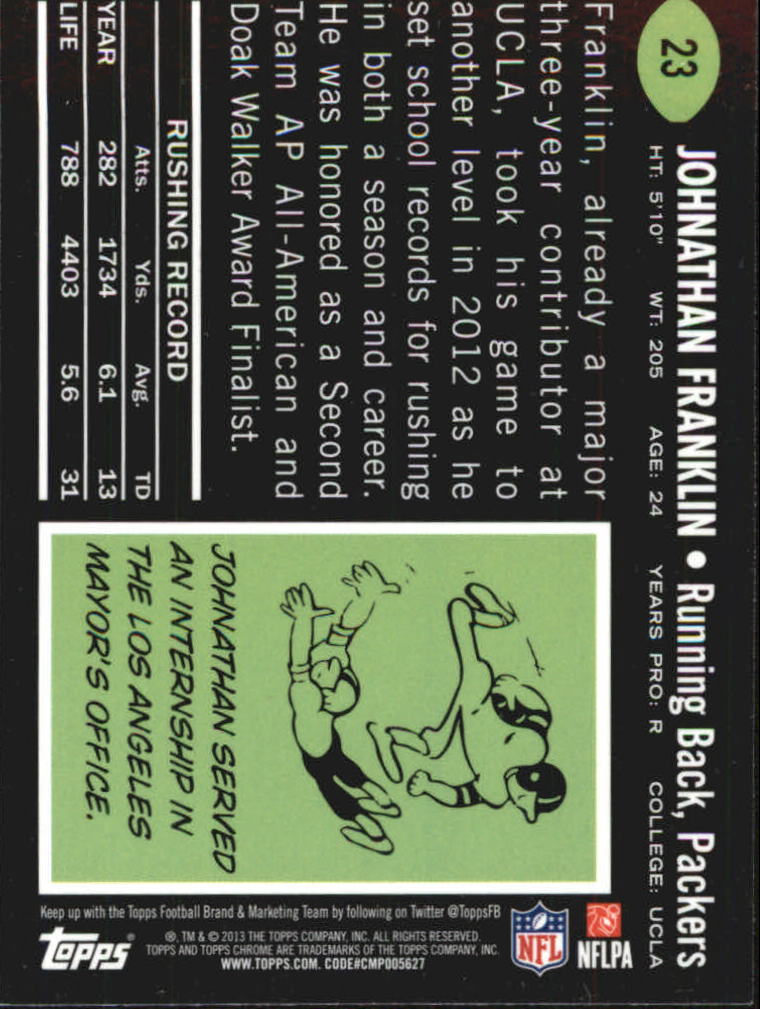 23
JOHNATHAN FRANKLIN • Running Back, Packers
HT: 5'10" WT: 205 AGE: 24 YEARS PRO: R COLLEGE: UCLA
Franklin, already a major
three-year contributor at
UCLA, took his game to
another level in 2012 as he
set school records for rushing
in both a season and career.
He was honored as a Second
Team AP All-American and
Doak Walker Award Finalist.
RUSHING RECORD
Atts. Yds. Avg. TD
YEAR 282 1734 6.1 13
LIFE 788 4403 5.6 31
JOHNATHAN SERVED
AN INTERNSHIP IN
THE LOS ANGELES
MAYOR'S OFFICE.
NFL
NFLPA
Keep up with the Topps Football Brand & Marketing Team by following on Twitter @ToppsFB
®, TM & © 2013 THE TOPPS COMPANY, INC. ALL RIGHTS RESERVED.
TOPPS AND TOPPS CHROME ARE TRADEMARKS OF THE TOPPS COMPANY, INC.
WWW.TOPPS.COM. CODE#CMP005627
Topps®